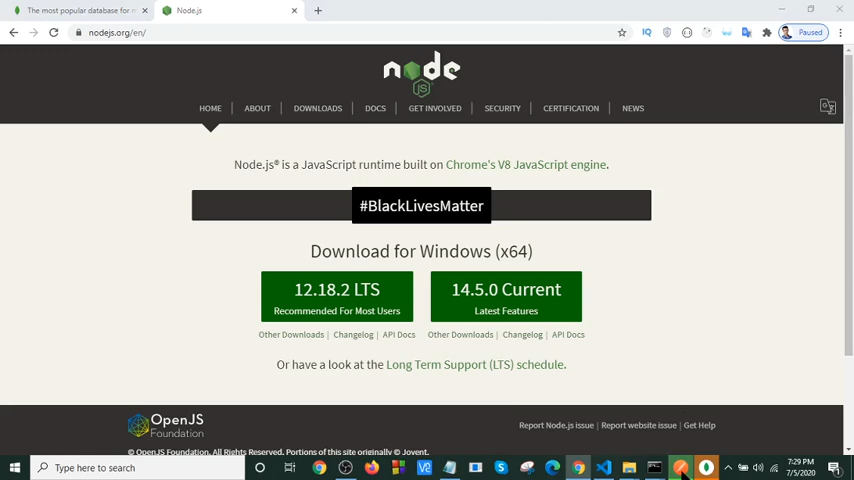 The most popular database for m
Node.js
nodejs.org/en/
IQ
Paused
node
JS
HOME
ABOUT
DOWNLOADS
DOCS
GET INVOLVED
SECURITY
CERTIFICATION
NEWS
Node.js® is a JavaScript runtime built on Chrome's V8 JavaScript engine.
#BlackLivesMatter
Download for Windows (x64)
12.18.2 LTS
Recommended For Most Users
14.5.0 Current
Latest Features
Other Downloads | Changelog | API Docs
Other Downloads | Changelog | API Docs
Or have a look at the Long Term Support (LTS) schedule.
OpenJS
Foundation
Report Node.js issue | Report website issue | Get Help
© OpenJS Foundation. All Rights Reserved. Portions of this site originally © Joyent.
Type here to search
7:29 PM
7/5/2020